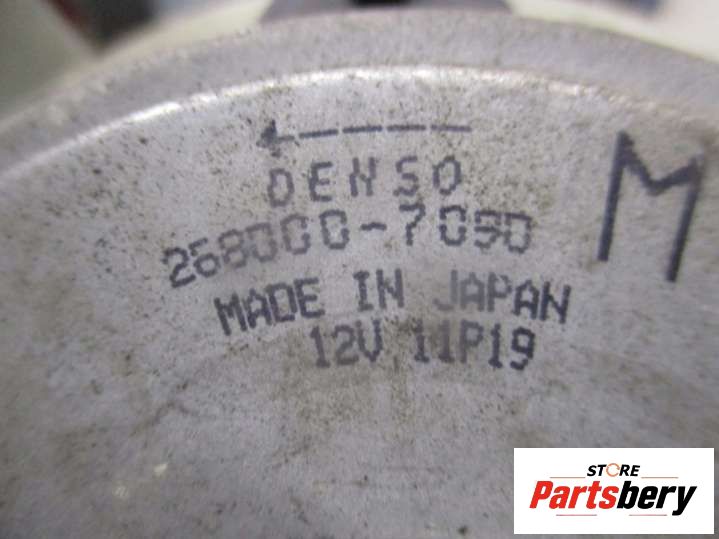 DENSO
268000-7090
MADE IN JAPAN
12V 11P19
M
STORE
Partsbery